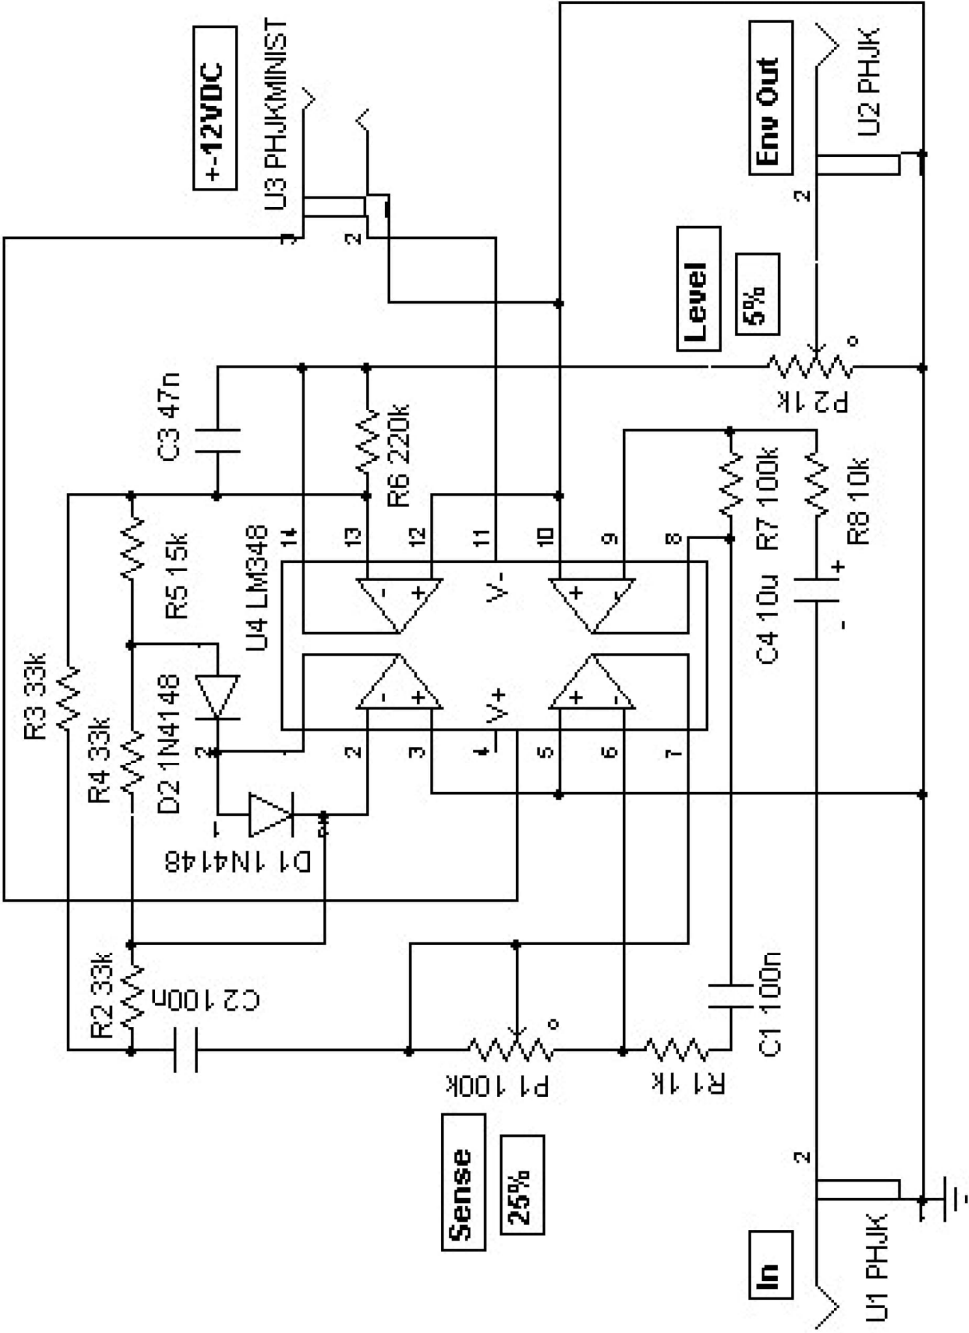 +-12VDC
U3 PHJKMINIST
2
Env Out
U2 PHJK
2
Level
5%
P2 1k
C3 47n
R6 220k
R5 15k
R3 33k
R4 33k
D2 1N4148
2
1
D1 1N4148
U4 LM348
14
13
12
11
10
9
8
V-
V+
- + + -
- + + -
2
3
4
5
6
7
R7 100k
R8 10k
C4 10u
+
-
R2 33k
C2 100n
P1 100k
R1 1k
C1 100n
Sense
25%
2
In
U1 PHJK